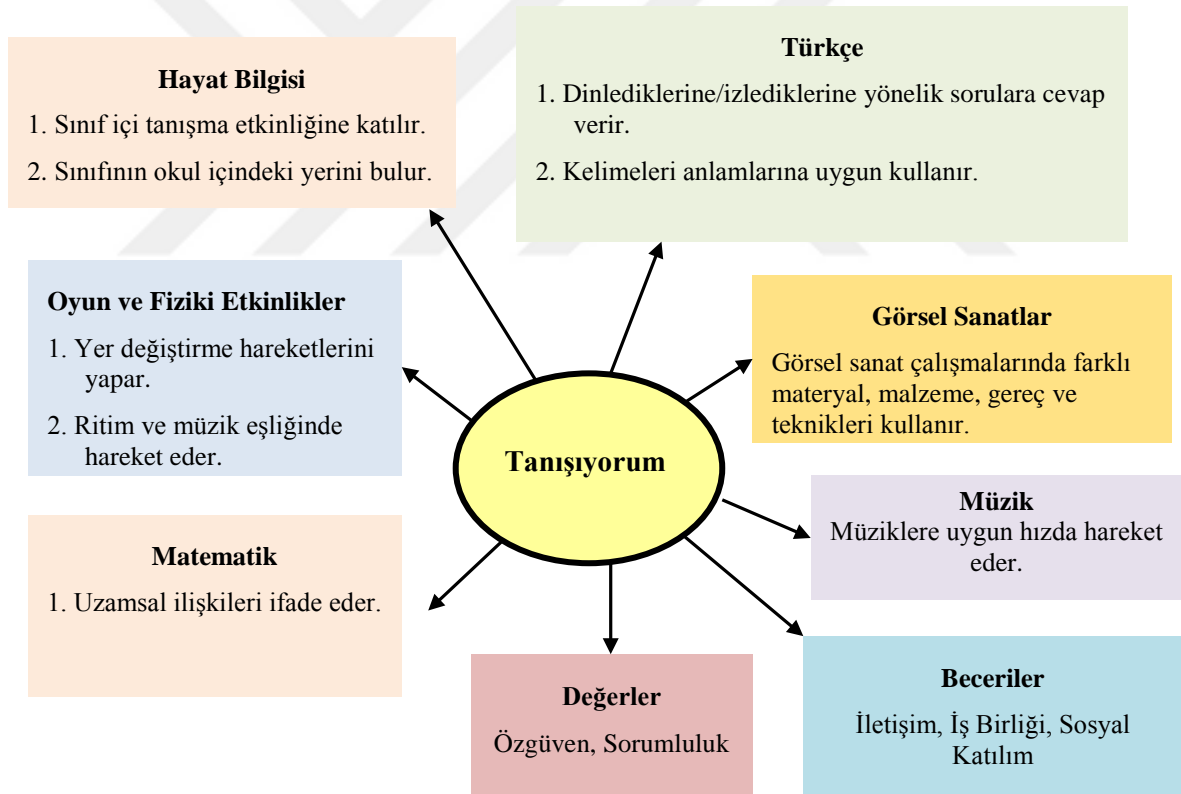 Hayat Bilgisi
1. Sınıf içi tanışma etkinliğine katılır.
2. Sınıfının okul içindeki yerini bulur.
Türkçe
1. Dinlediklerine/izlediklerine yönelik sorulara cevap
verir.
2. Kelimeleri anlamlarına uygun kullanır.
Oyun ve Fiziki Etkinlikler
1. Yer değiştirme hareketlerini
yapar.
2. Ritim ve müzik eşliğinde
hareket eder.
Görsel Sanatlar
Görsel sanat çalışmalarında farklı
materyal, malzeme, gereç ve
teknikleri kullanır.
Tanışıyorum
Müzik
Müziklere uygun hızda hareket
eder.
Matematik
1. Uzamsal ilişkileri ifade eder.
Değerler
Özgüven, Sorumluluk
Beceriler
İletişim, İş Birliği, Sosyal
Katılım